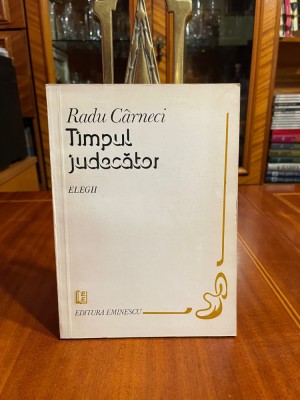 Radu Cârneci
Timpul
judecător
ELEGII
EDITURA EMINESCU